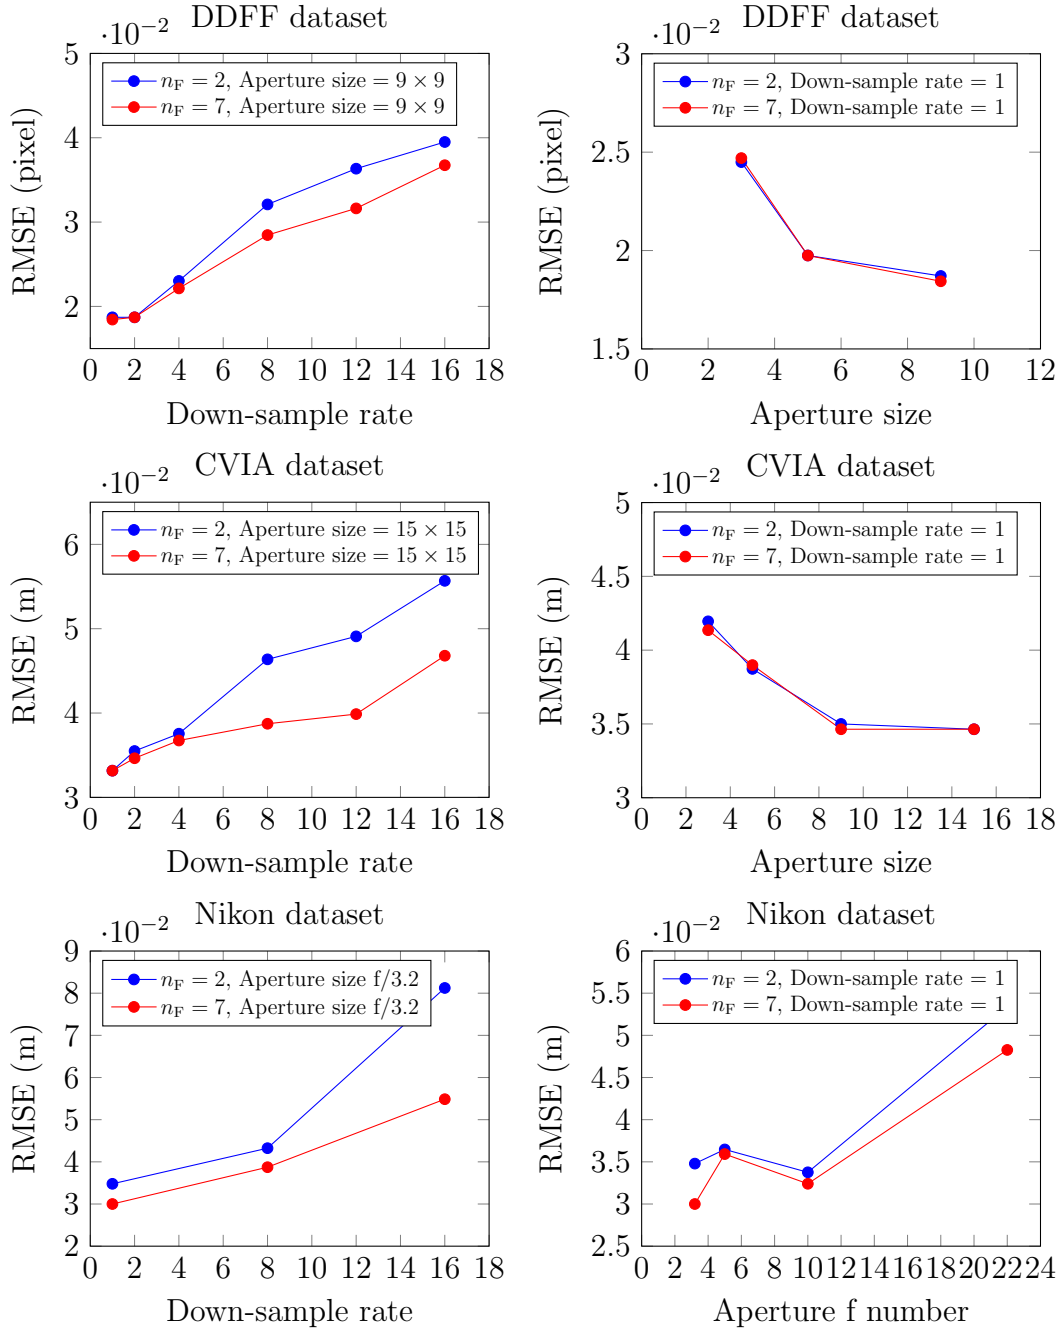 DDFF dataset
·10⁻²
5
4
3
2
n_F = 2, Aperture size = 9 × 9
n_F = 7, Aperture size = 9 × 9
RMSE (pixel)
0 2 4 6 8 10 12 14 16 18
Down-sample rate
DDFF dataset
·10⁻²
3
2.5
2
1.5
n_F = 2, Down-sample rate = 1
n_F = 7, Down-sample rate = 1
RMSE (pixel)
0 2 4 6 8 10 12
Aperture size
CVIA dataset
·10⁻²
6
5
4
3
n_F = 2, Aperture size = 15 × 15
n_F = 7, Aperture size = 15 × 15
RMSE (m)
0 2 4 6 8 10 12 14 16 18
Down-sample rate
CVIA dataset
·10⁻²
5
4.5
4
3.5
3
n_F = 2, Down-sample rate = 1
n_F = 7, Down-sample rate = 1
RMSE (m)
0 2 4 6 8 10 12 14 16 18
Aperture size
Nikon dataset
·10⁻²
9
8
7
6
5
4
3
2
n_F = 2, Aperture size f/3.2
n_F = 7, Aperture size f/3.2
RMSE (m)
0 2 4 6 8 10 12 14 16 18
Down-sample rate
Nikon dataset
·10⁻²
6
5.5
5
4.5
4
3.5
3
2.5
n_F = 2, Down-sample rate = 1
n_F = 7, Down-sample rate = 1
RMSE (m)
0 2 4 6 8 10 12 14 16 18 20 22 24
Aperture f number